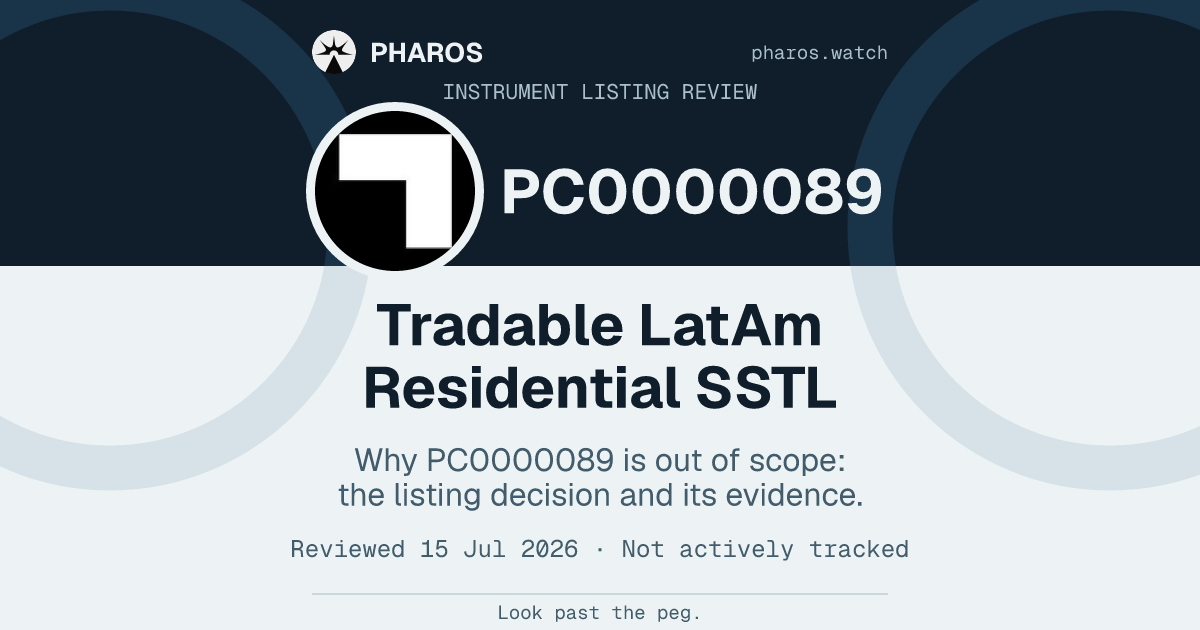 PHAROS
pharos.watch
INSTRUMENT LISTING REVIEW
PC0000089
Tradable LatAm
Residential SSTL
Why PC0000089 is out of scope:
the listing decision and its evidence.
Reviewed 15 Jul 2026 · Not actively tracked
Look past the peg.